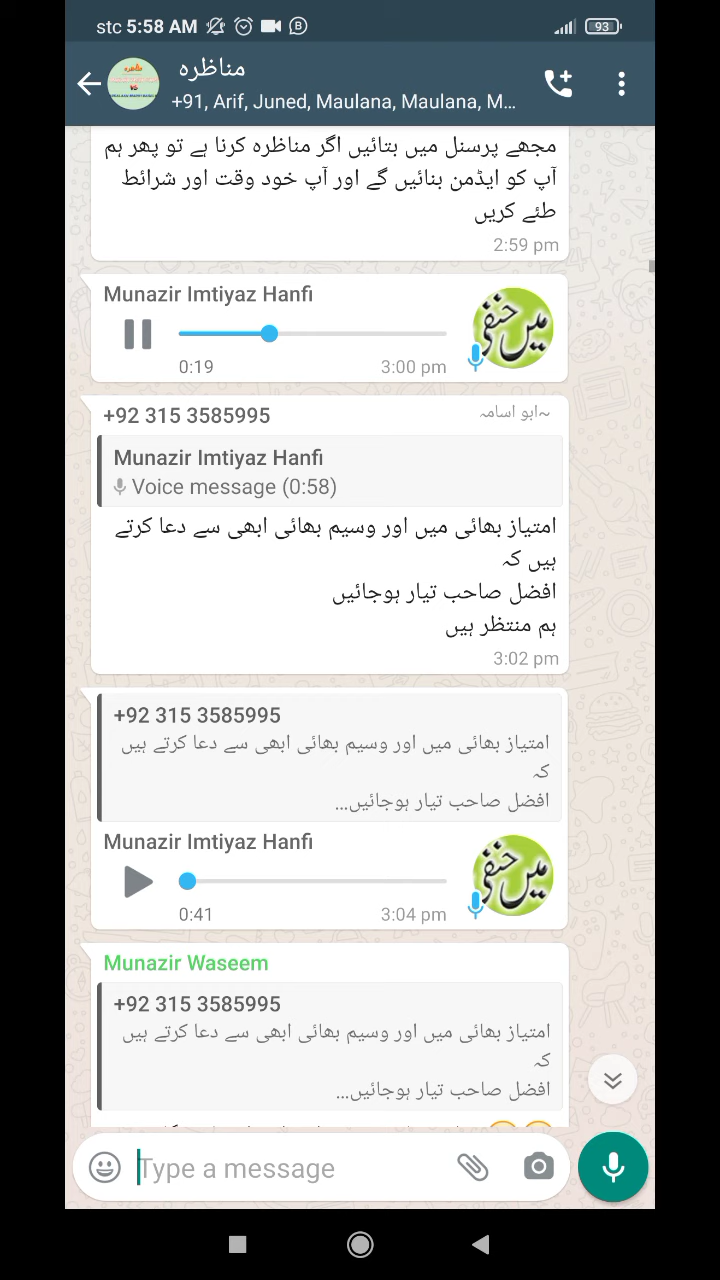 stc 5:58 AM
93
مناظرہ
+91, Arif, Juned, Maulana, Maulana, M...
مجھے پرسنل میں بتائیں اگر مناظرہ کرنا ہے تو پھر ہم
آپ کو ایڈمن بنائیں گے اور آپ خود وقت اور شرائط
طئے کریں
2:59 pm
Munazir Imtiyaz Hanfi
میں حنفی
0:19
3:00 pm
+92 315 3585995
~ابو اسامہ
Munazir Imtiyaz Hanfi
Voice message (0:58)
امتیاز بھائی میں اور وسیم بھائی ابھی سے دعا کرتے
ہیں کہ
افضل صاحب تیار ہوجائیں
ہم منتظر ہیں
3:02 pm
+92 315 3585995
امتیاز بھائی میں اور وسیم بھائی ابھی سے دعا کرتے ہیں
کہ
افضل صاحب تیار ہوجائیں...
Munazir Imtiyaz Hanfi
میں حنفی
0:41
3:04 pm
Munazir Waseem
+92 315 3585995
امتیاز بھائی میں اور وسیم بھائی ابھی سے دعا کرتے ہیں
کہ
افضل صاحب تیار ہوجائیں...
Type a message